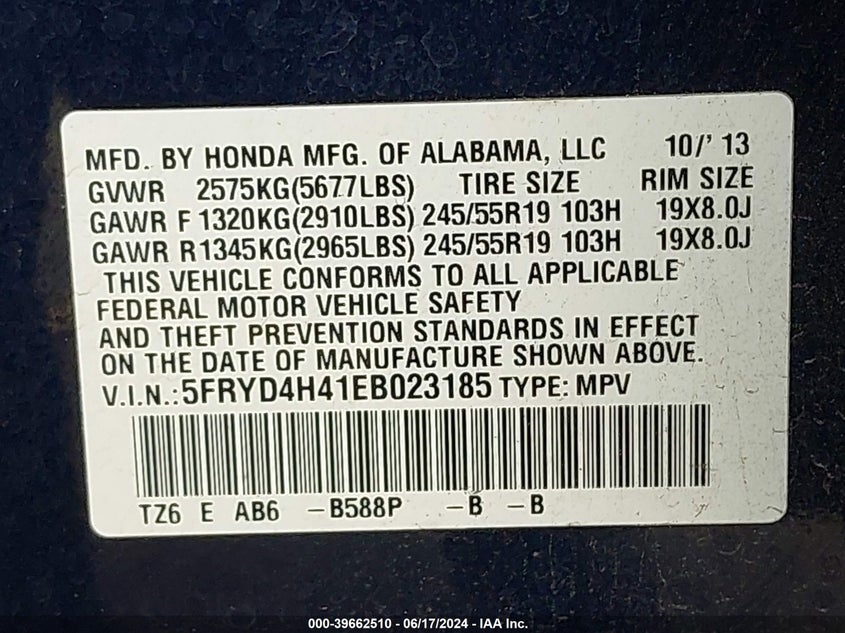 MFD. BY HONDA MFG. OF ALABAMA, LLC 10/' 13
GVWR 2575KG(5677LBS) TIRE SIZE RIM SIZE
GAWR F 1320KG(2910LBS) 245/55R19 103H 19X8.0J
GAWR R1345KG(2965LBS) 245/55R19 103H 19X8.0J
THIS VEHICLE CONFORMS TO ALL APPLICABLE
FEDERAL MOTOR VEHICLE SAFETY
AND THEFT PREVENTION STANDARDS IN EFFECT
ON THE DATE OF MANUFACTURE SHOWN ABOVE.
V.I.N.: 5FRYD4H41EB023185 TYPE: MPV
TZ6 E AB6 –B588P –B –B
000-39662510 - 06/17/2024 - IAA Inc.